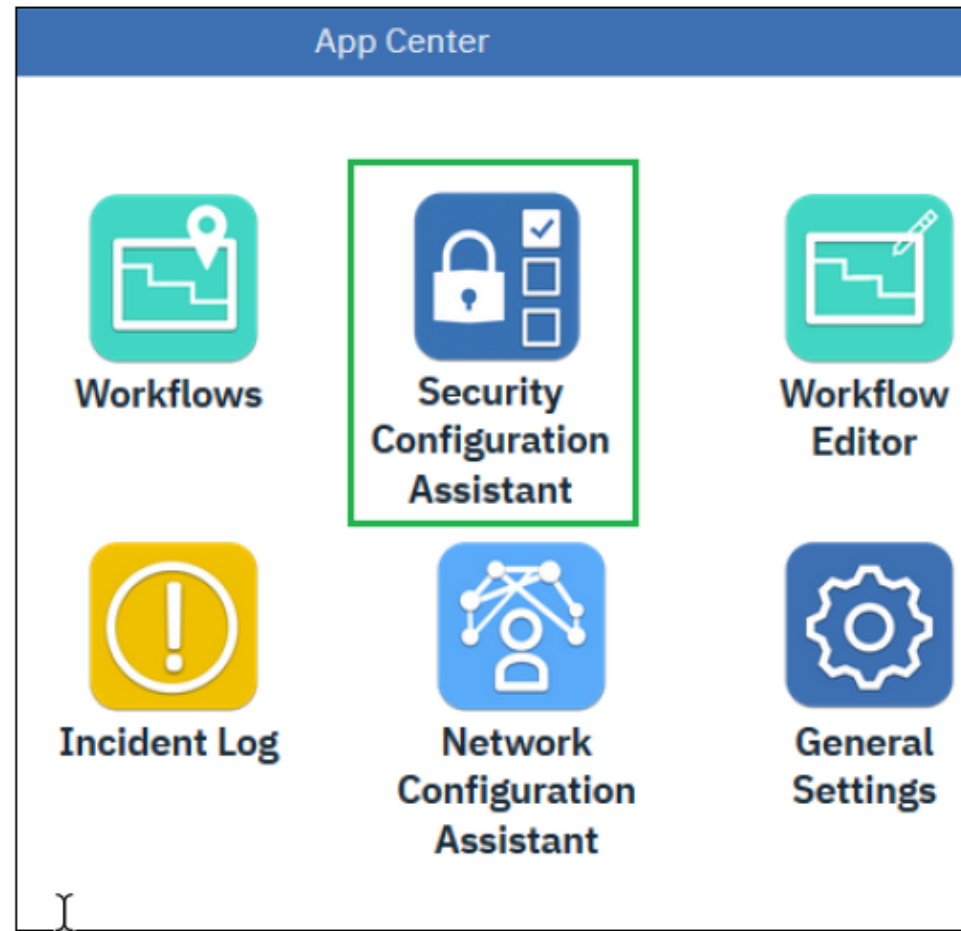 App Center
Workflows
Security
Configuration
Assistant
Workflow
Editor
Incident Log
Network
Configuration
Assistant
General
Settings